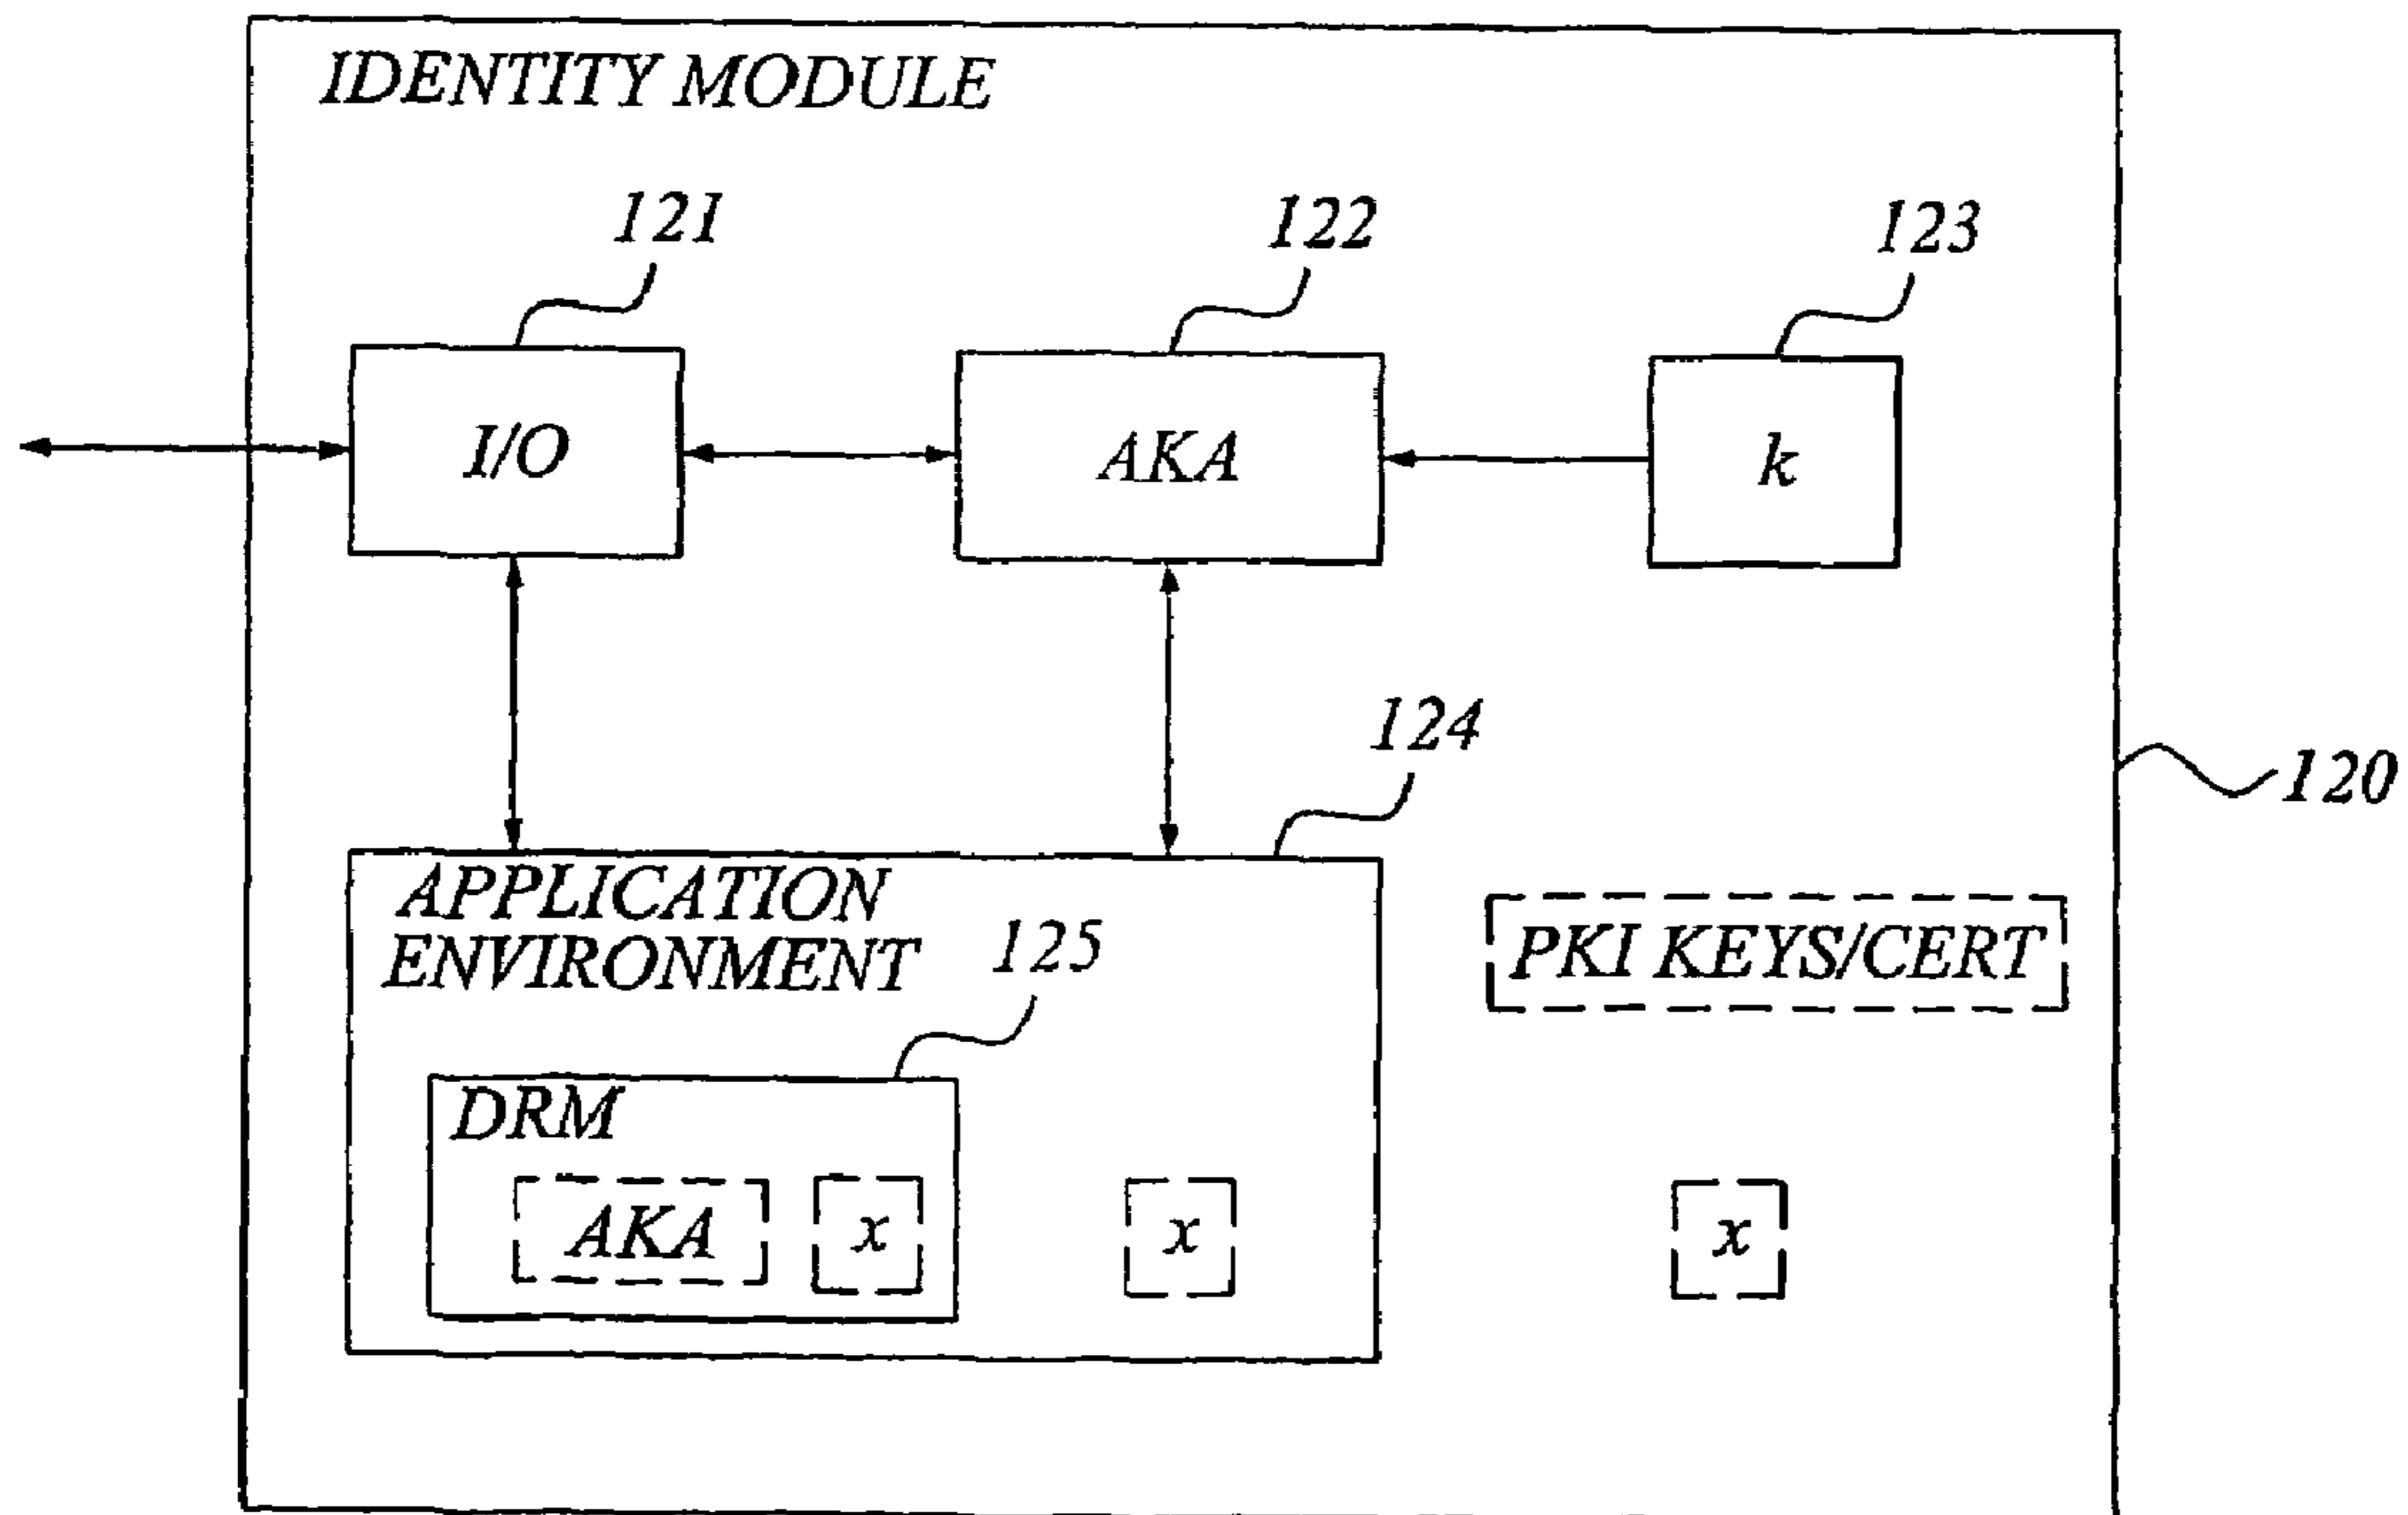 IDENTITY MODULE
121
122
123
I/O
AKA
k
124
120
APPLICATION
ENVIRONMENT
125
PKI KEYS/CERT
DRM
AKA
x
x
x